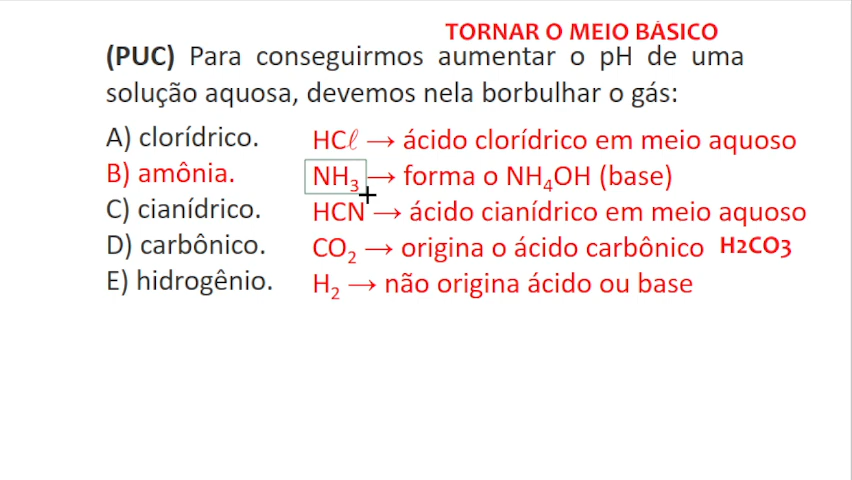 TORNAR O MEIO BÁSICO
(PUC) Para conseguirmos aumentar o pH de uma
solução aquosa, devemos nela borbulhar o gás:
A) clorídrico. HCℓ → ácido clorídrico em meio aquoso
B) amônia. NH₃ → forma o NH₄OH (base)
C) cianídrico. HCN → ácido cianídrico em meio aquoso
D) carbônico. CO₂ → origina o ácido carbônico H2CO3
E) hidrogênio. H₂ → não origina ácido ou base